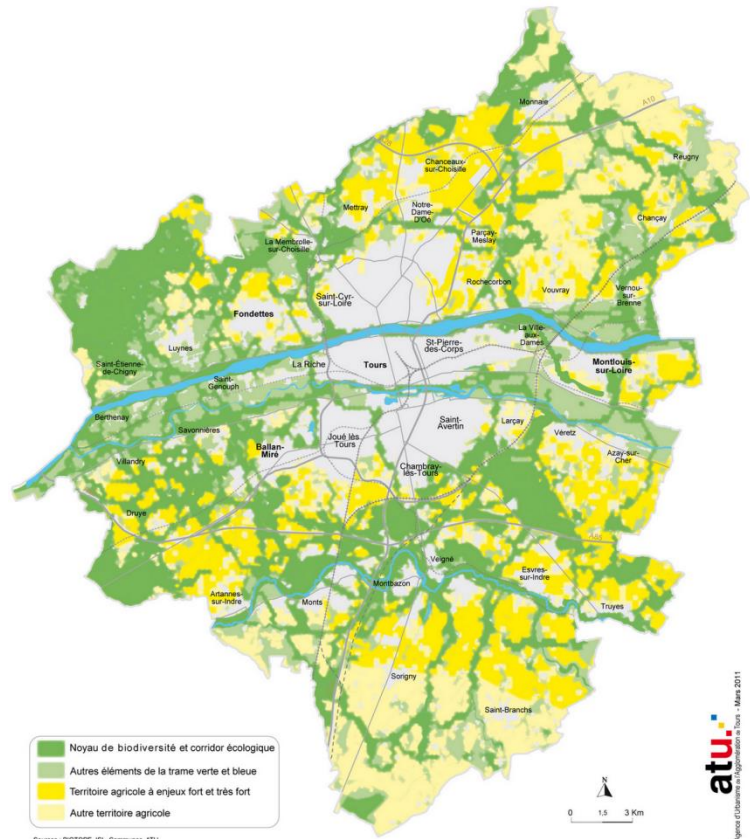 Monnaie
A10
Reugny
Chanceaux-
sur-Choisille
Mettray
Notre-
Dame-
D'Oé
Chançay
Parçay-
Meslay
La Membrolle-
sur-Choisille
Rochecorbon
Vouvray
Vernou-
sur-
Brenne
Saint-Cyr-
sur-Loire
Fondettes
Luynes
La Ville-
aux-
Dames
St-Pierre-
des-Corps
Montlouis-
sur-Loire
La Riche
Tours
Saint-Étienne-
de-Chigny
Saint-
Genouph
Berthenay
Savonnières
Saint-
Avertin
Larçay
Véretz
Joué lès
Tours
Ballan-
Miré
Azay-sur-
Cher
Villandry
Chambray-
lès-Tours
Druye
Veigné
Montbazon
Esvres-
sur-Indre
Artannes-
sur-Indre
Monts
Truyes
Sorigny
Saint-Branchs
Noyau de biodiversité et corridor écologique
Autres éléments de la trame verte et bleue
Territoire agricole à enjeux fort et très fort
Autre territoire agricole
N
0 1,5 3 Km
atu.
Agence d'Urbanisme de l'Agglomération de Tours - Mars 2011